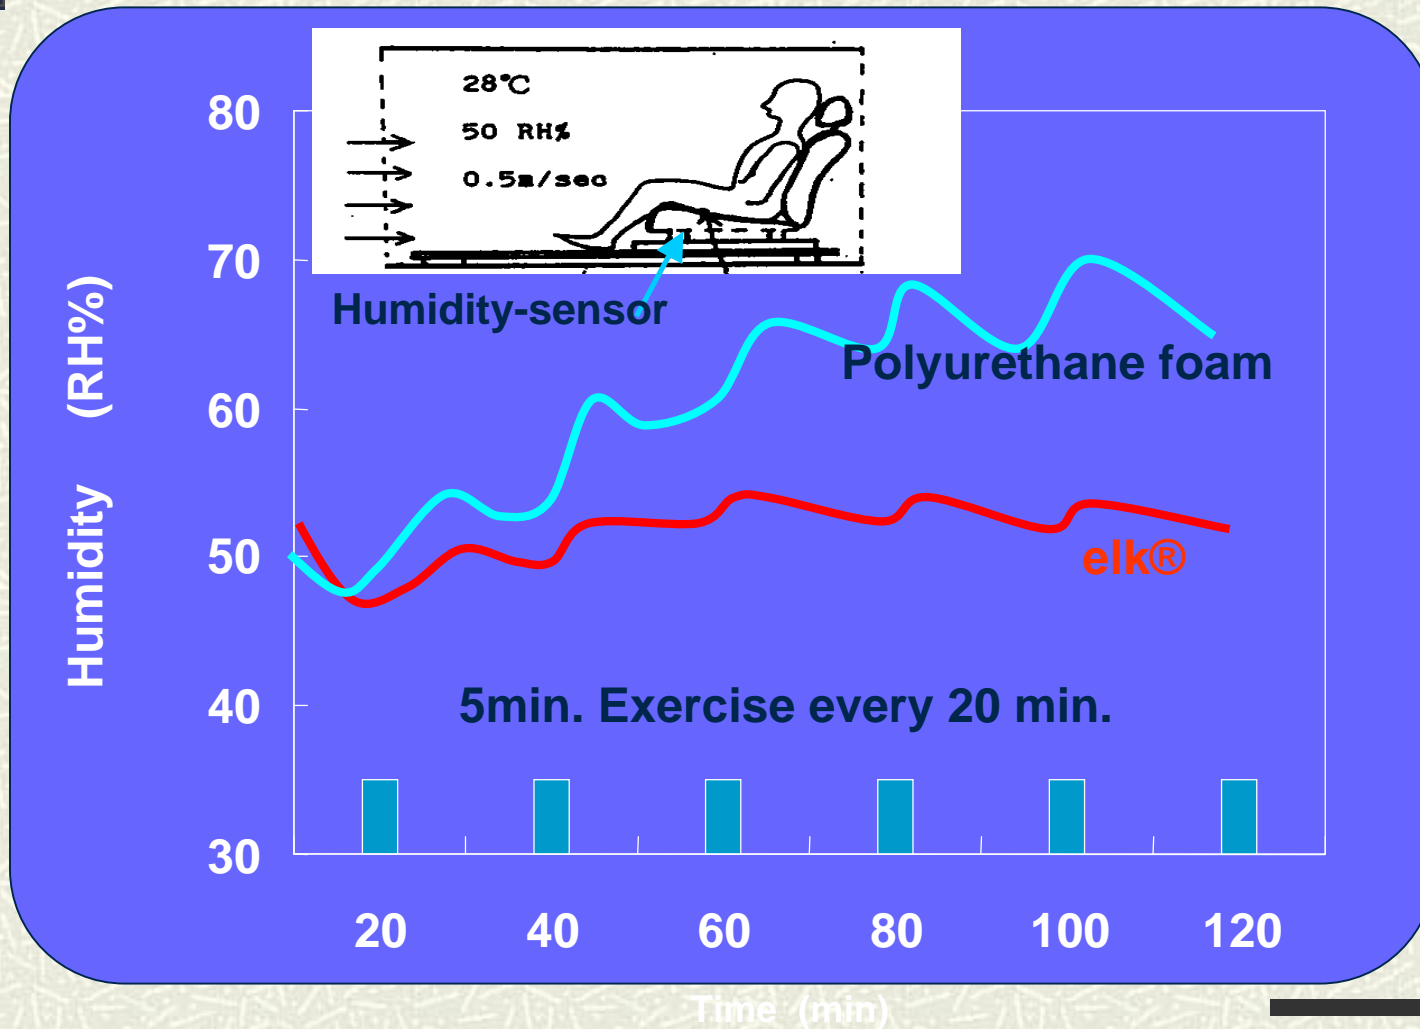 28°C
50 RH%
0.5m/sec
80
70
60
50
40
30
Humidity (RH%)
Humidity-sensor
Polyurethane foam
elk®
5min. Exercise every 20 min.
20 40 60 80 100 120
Time (min)